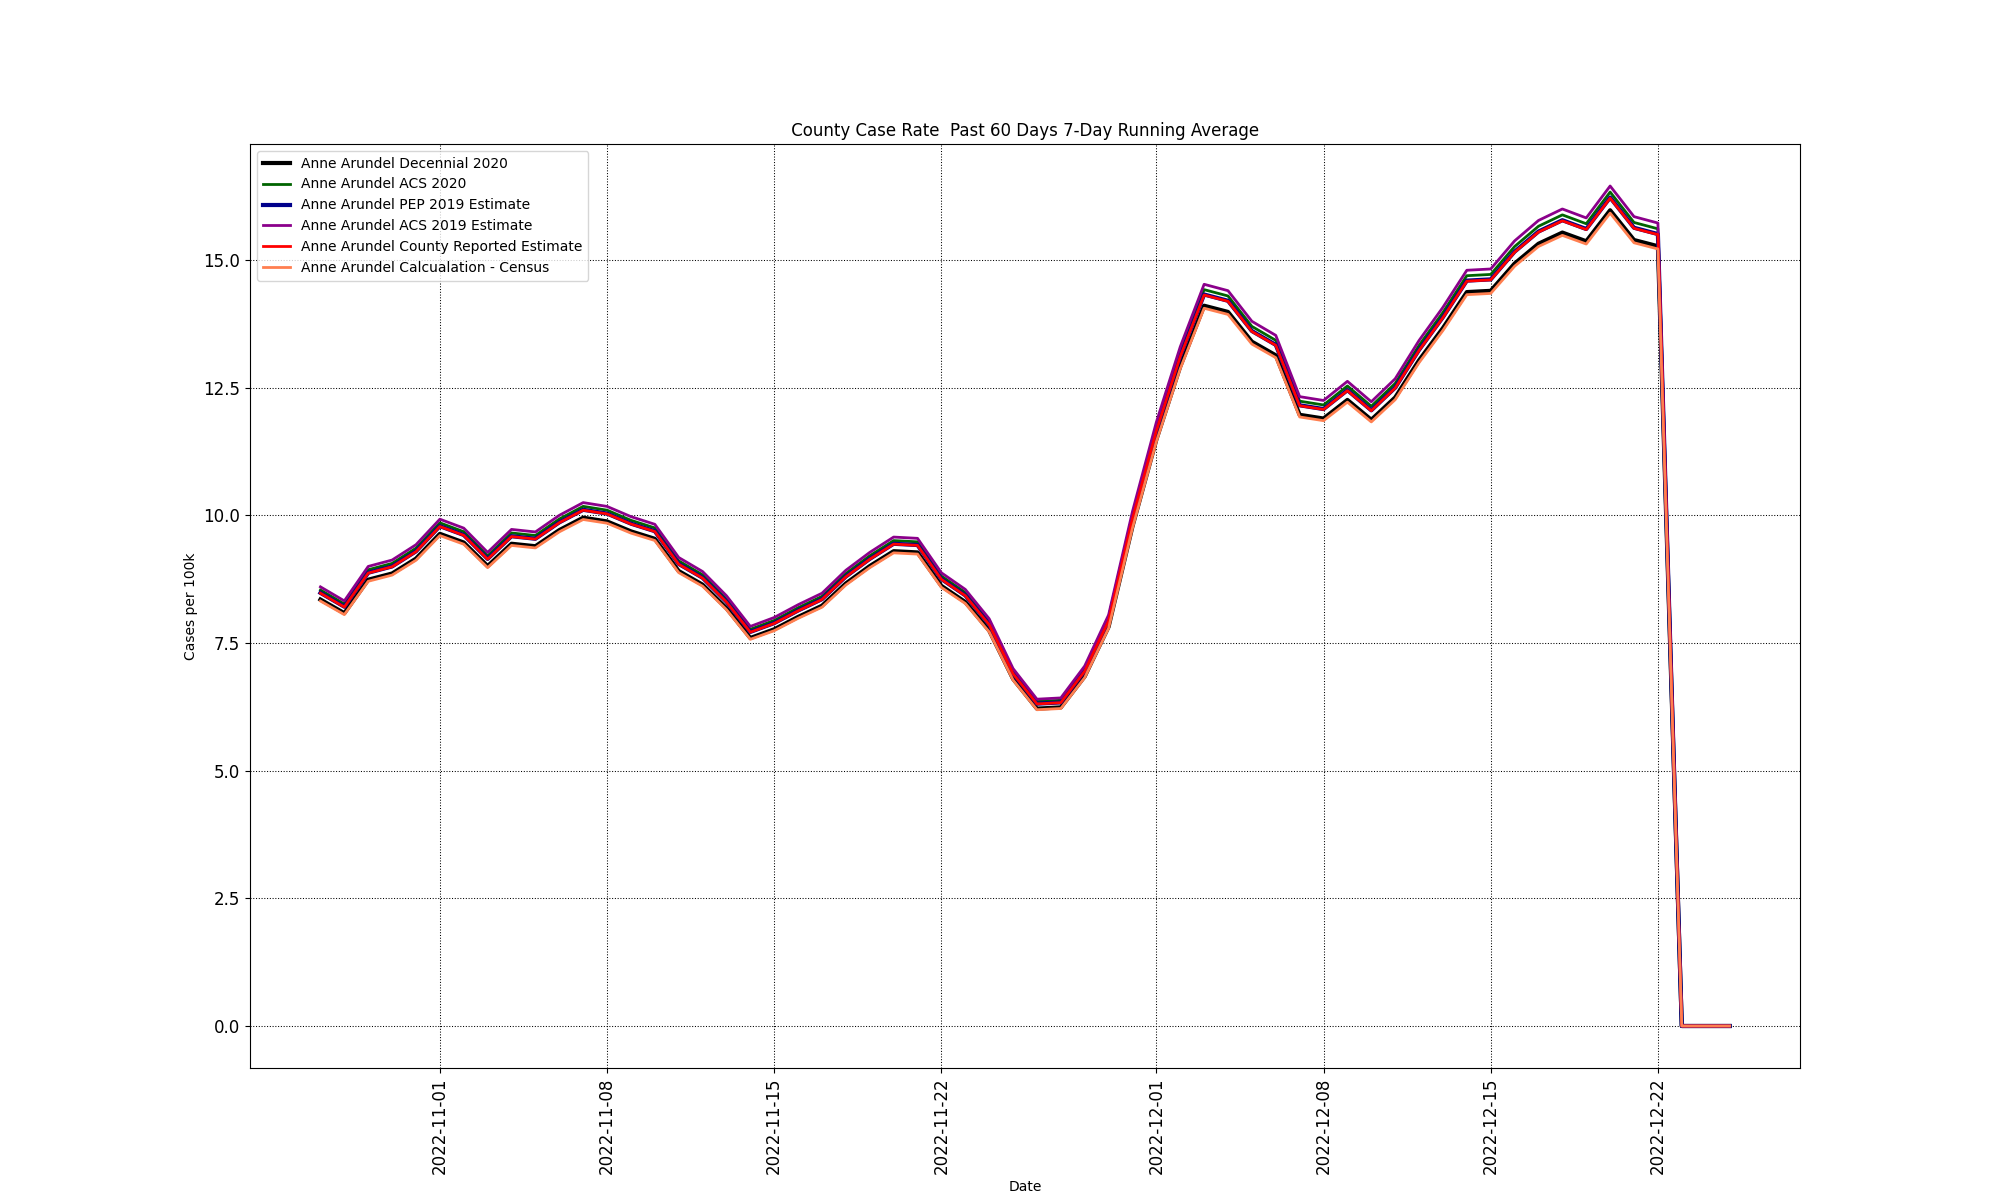 County Case Rate  Past 60 Days 7-Day Running Average
Anne Arundel Decennial 2020
Anne Arundel ACS 2020
Anne Arundel PEP 2019 Estimate
Anne Arundel ACS 2019 Estimate
Anne Arundel County Reported Estimate
Anne Arundel Calcualation - Census
Cases per 100k
15.0
12.5
10.0
7.5
5.0
2.5
0.0
2022-11-01
2022-11-08
2022-11-15
2022-11-22
2022-12-01
2022-12-08
2022-12-15
2022-12-22
Date